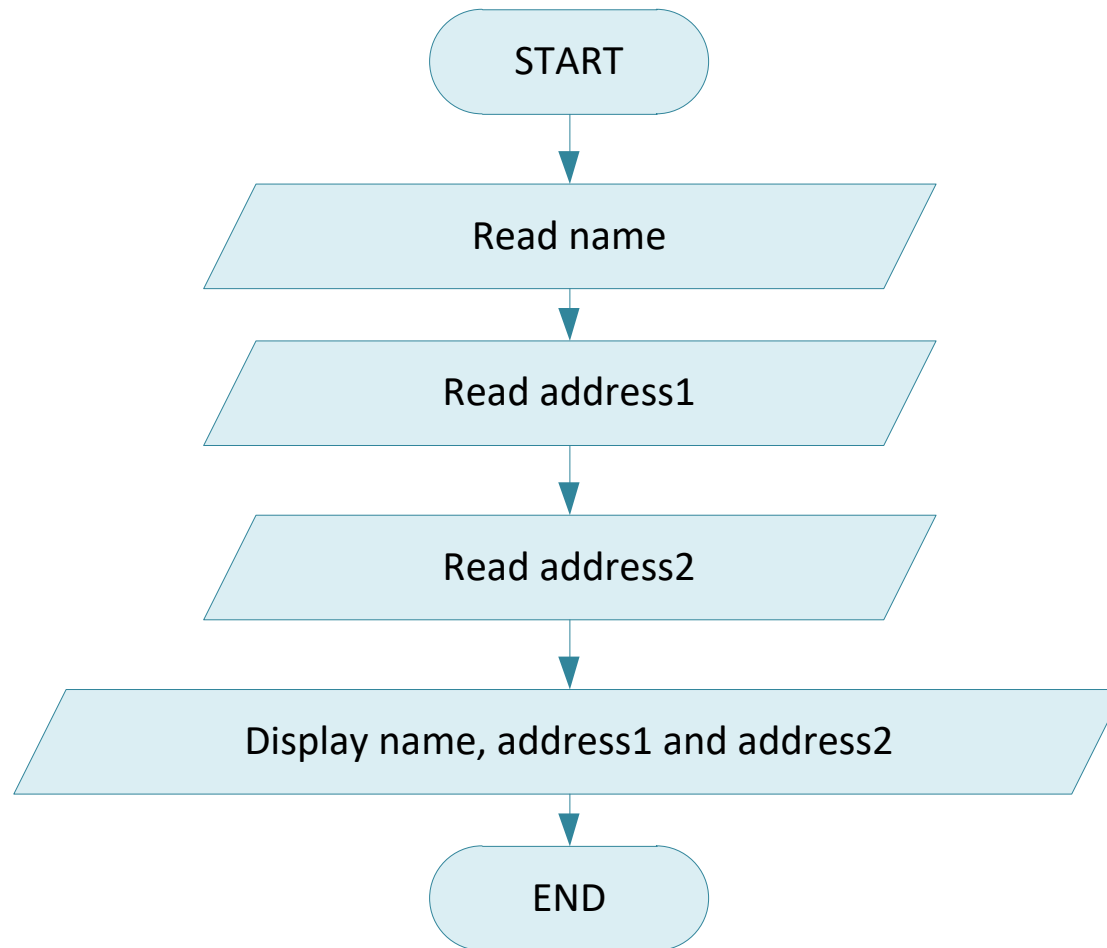 START
Read name
Read address1
Read address2
Display name, address1 and address2
END